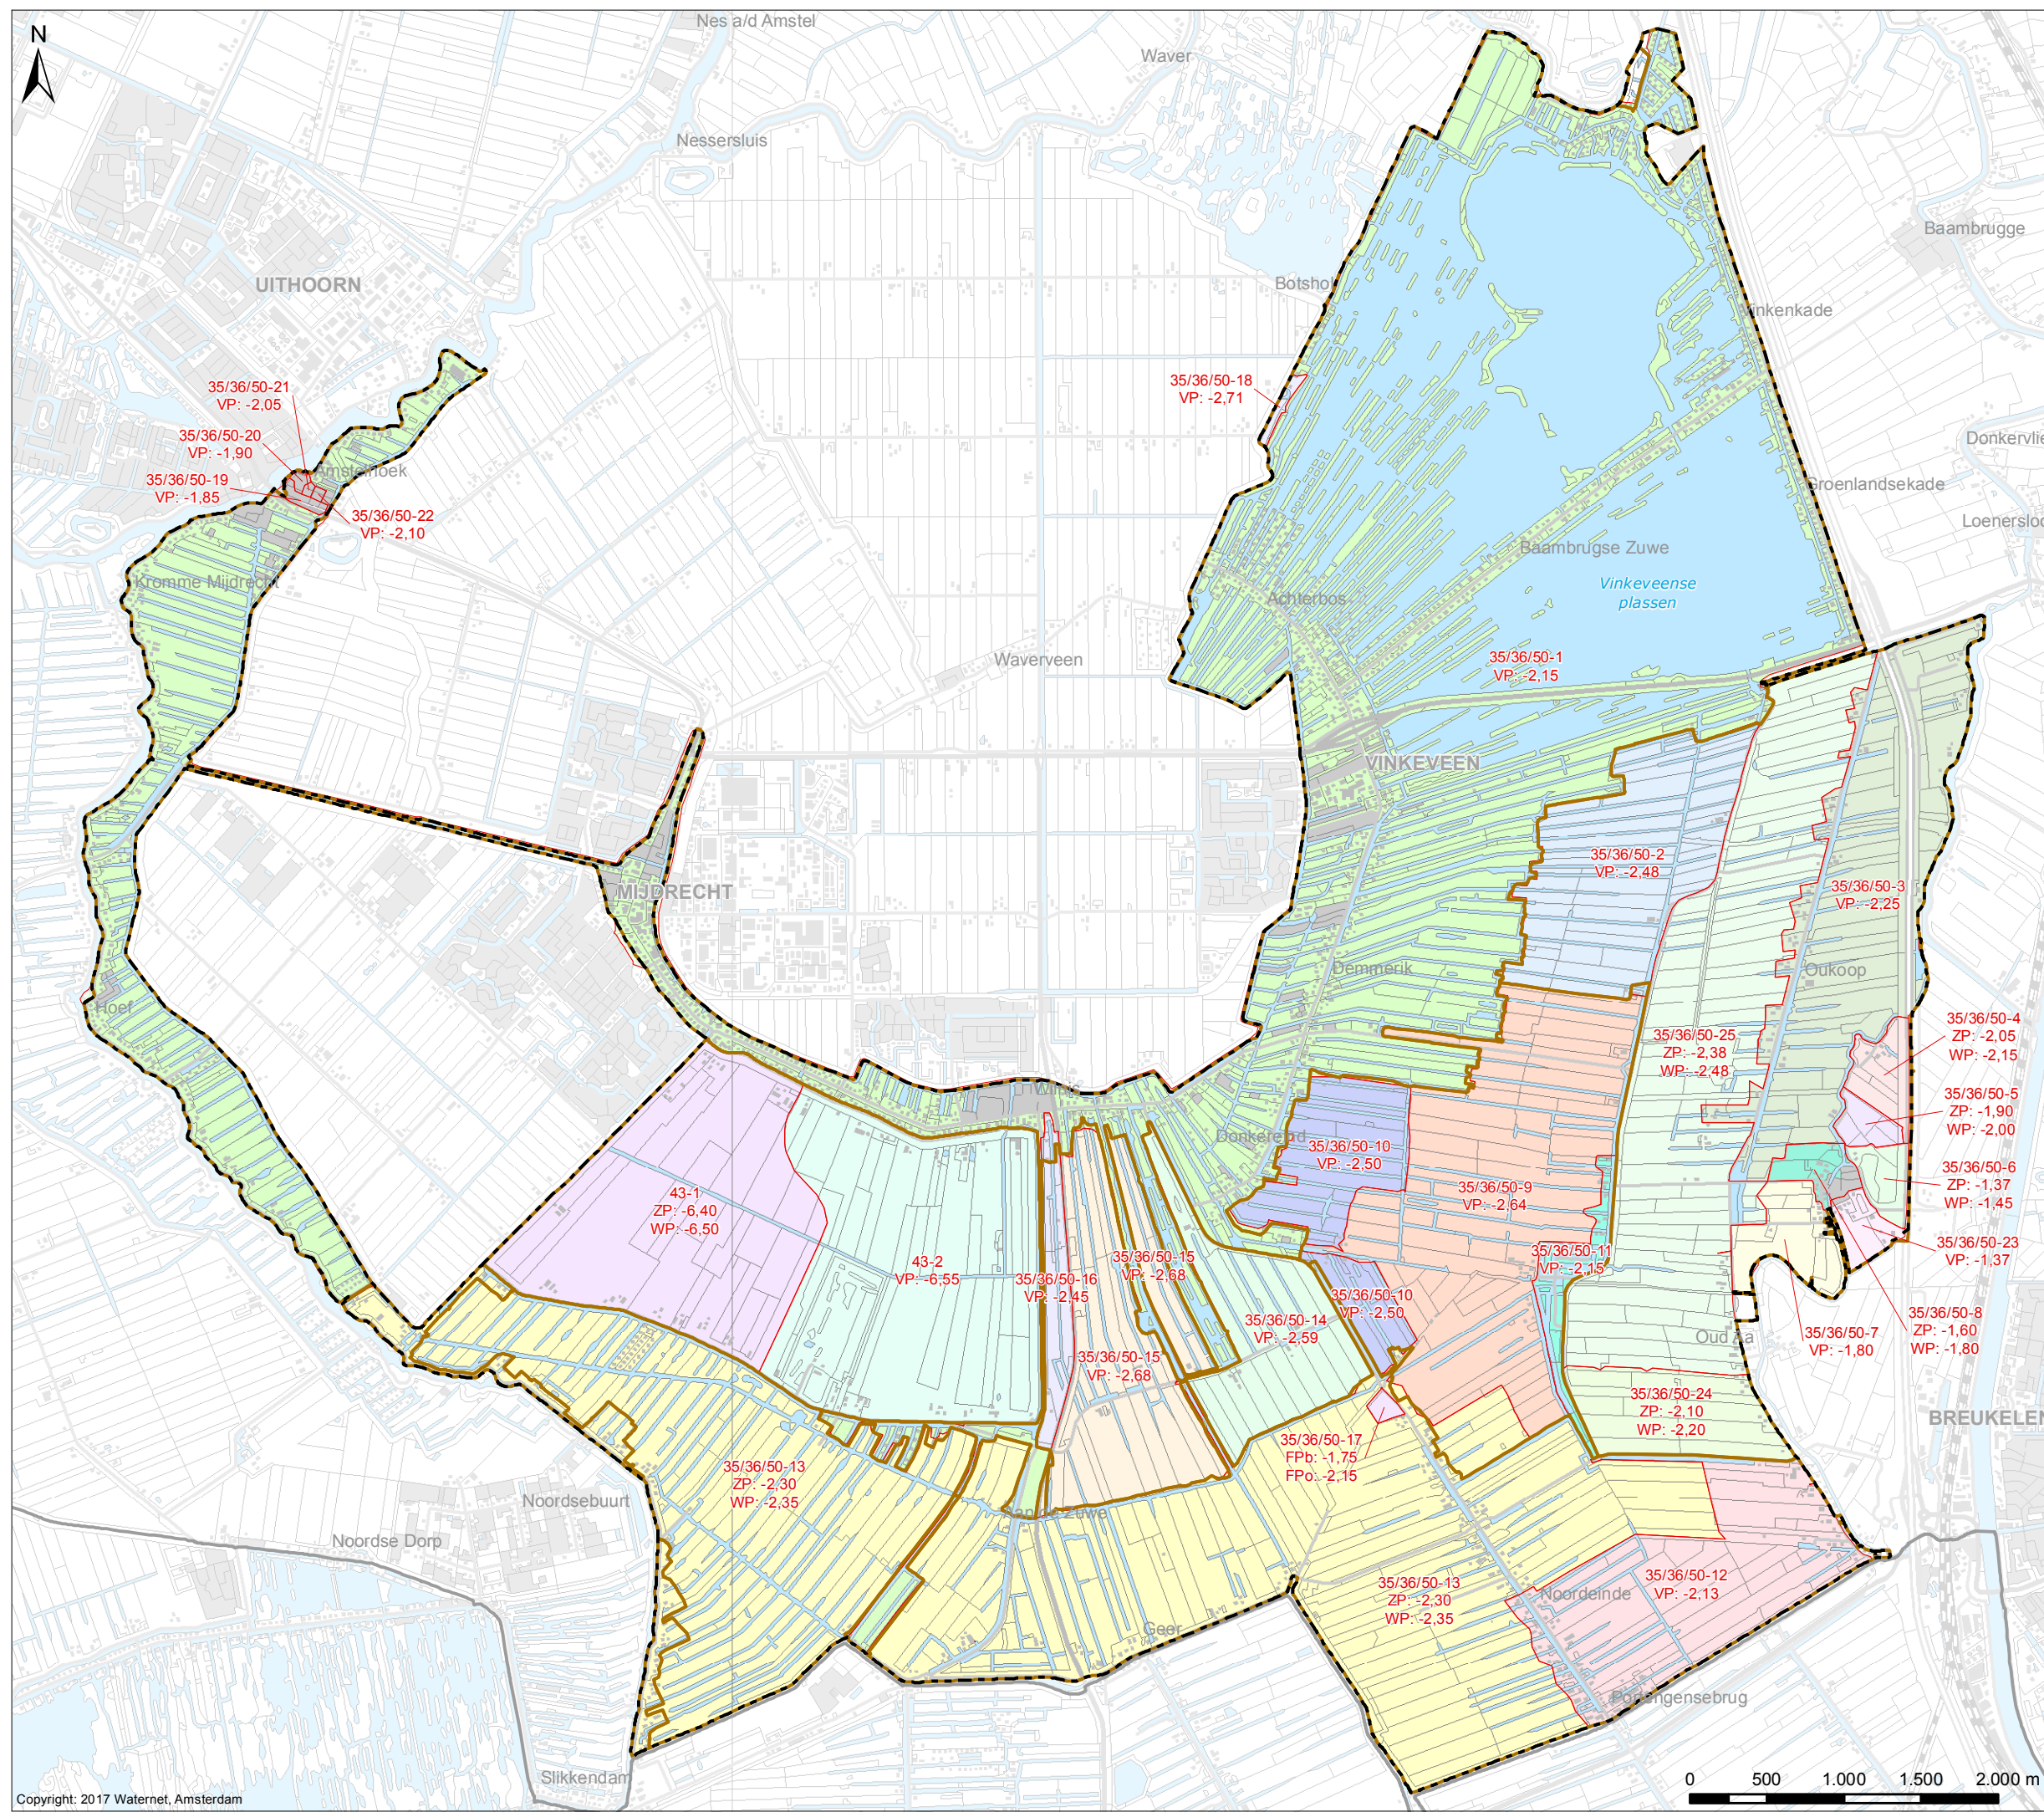 N
Nes a/d Amstel
Waver
Nessersluis
Baambrugge
UITHOORN
Botshol
Vinkenkade
35/36/50-21
VP: -2,05
35/36/50-18
VP: -2,71
35/36/50-20
VP: -1,90
Amstelhoek
35/36/50-19
VP: -1,85
35/36/50-22
VP: -2,10
Donkervlie
Groenlandsekade
Loenersloo
Baambrugse Zuwe
Kromme Mijdrecht
Vinkeveense
plassen
Achterbos
Waverveen
35/36/50-1
VP: -2,15
VINKEVEEN
35/36/50-2
VP: -2,48
MIJDRECHT
35/36/50-3
VP: -2,25
Demmerik
Oukoop
Hoef
35/36/50-25
ZP: -2,38
WP: -2,48
35/36/50-4
ZP: -2,05
WP: -2,15
Wilnis
35/36/50-5
ZP: -1,90
WP: -2,00
Donkereind
35/36/50-10
VP: -2,50
35/36/50-9
VP: -2,64
35/36/50-6
ZP: -1,37
WP: -1,45
43-1
ZP: -6,40
WP: -6,50
43-2
VP: -6,55
35/36/50-16
VP: -2,45
35/36/50-15
VP: -2,68
35/36/50-11
VP: -2,15
35/36/50-23
VP: -1,37
35/36/50-10
VP: -2,50
35/36/50-14
VP: -2,59
35/36/50-8
ZP: -1,60
WP: -1,80
35/36/50-7
VP: -1,80
Oud Aa
35/36/50-15
VP: -2,68
35/36/50-24
ZP: -2,10
WP: -2,20
BREUKELEN
35/36/50-17
FPb: -1,75
FPo: -2,15
35/36/50-13
ZP: -2,30
WP: -2,35
Noordsebuurt
Aan de Zuwe
Noordse Dorp
35/36/50-12
VP: -2,13
35/36/50-13
ZP: -2,30
WP: -2,35
Noordeinde
Geer
Portengensebrug
Slikkendam
0 500 1.000 1.500 2.000 m
Copyright: 2017 Waternet, Amsterdam